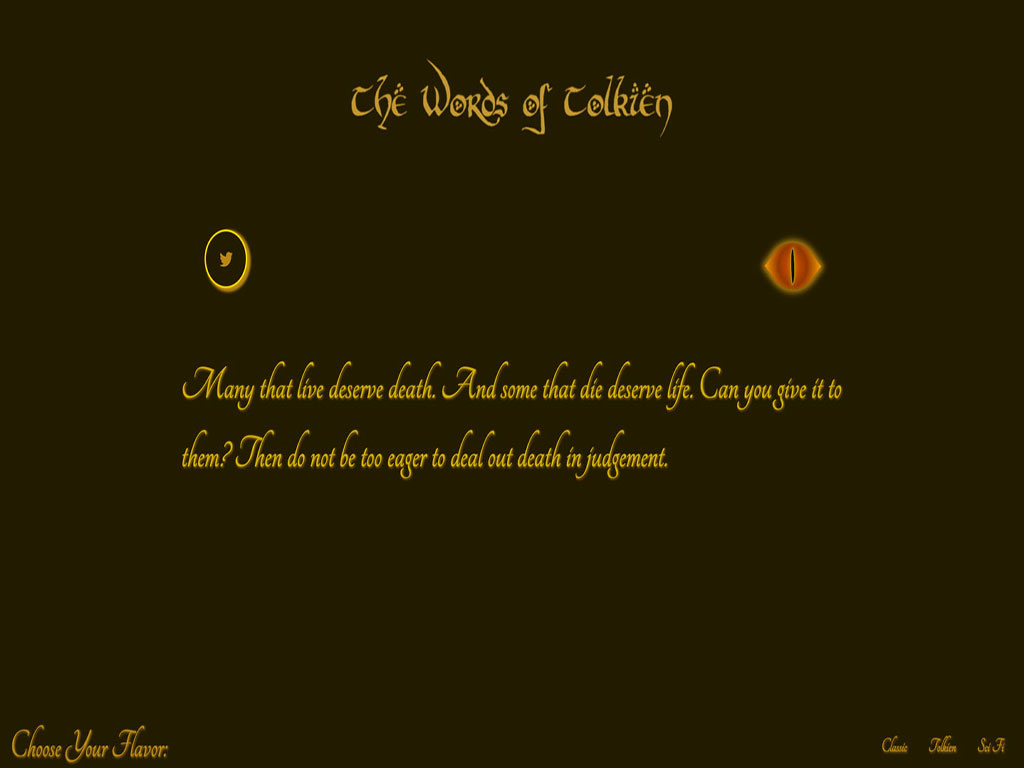 The Words of Tolkien
Many that live deserve death. And some that die deserve life. Can you give it to
them? Then do not be too eager to deal out death in judgement.
Choose Your Flavor:
Classic Tolkien Sci Fi